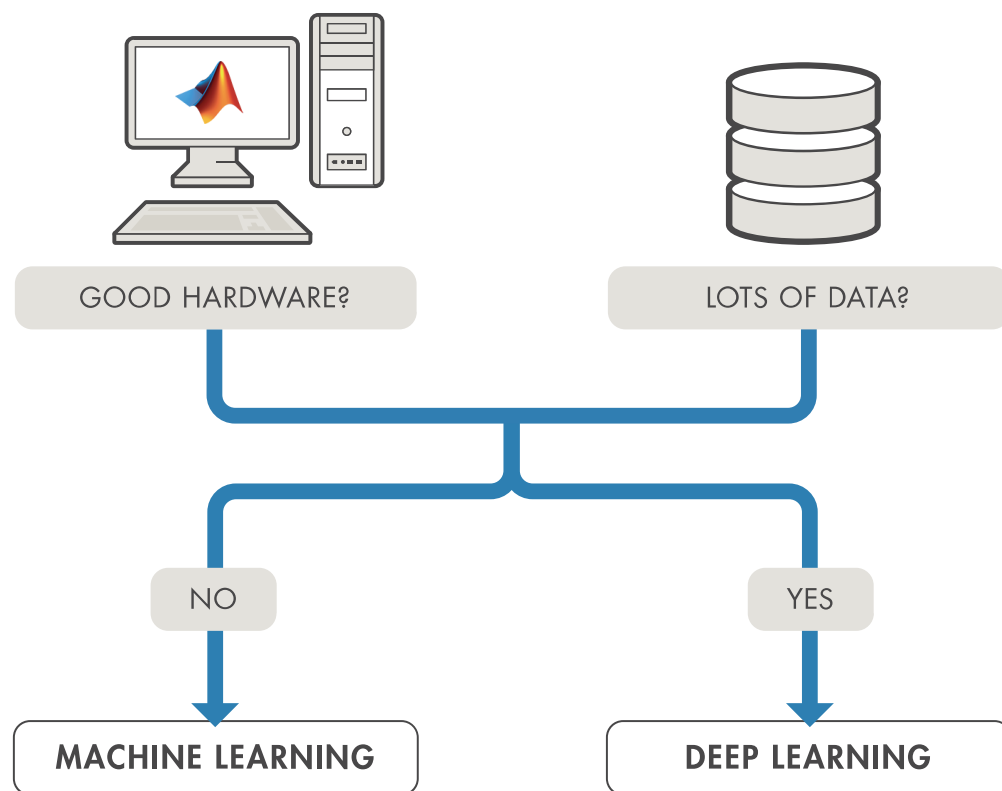 GOOD HARDWARE?
LOTS OF DATA?
NO
YES
MACHINE LEARNING
DEEP LEARNING